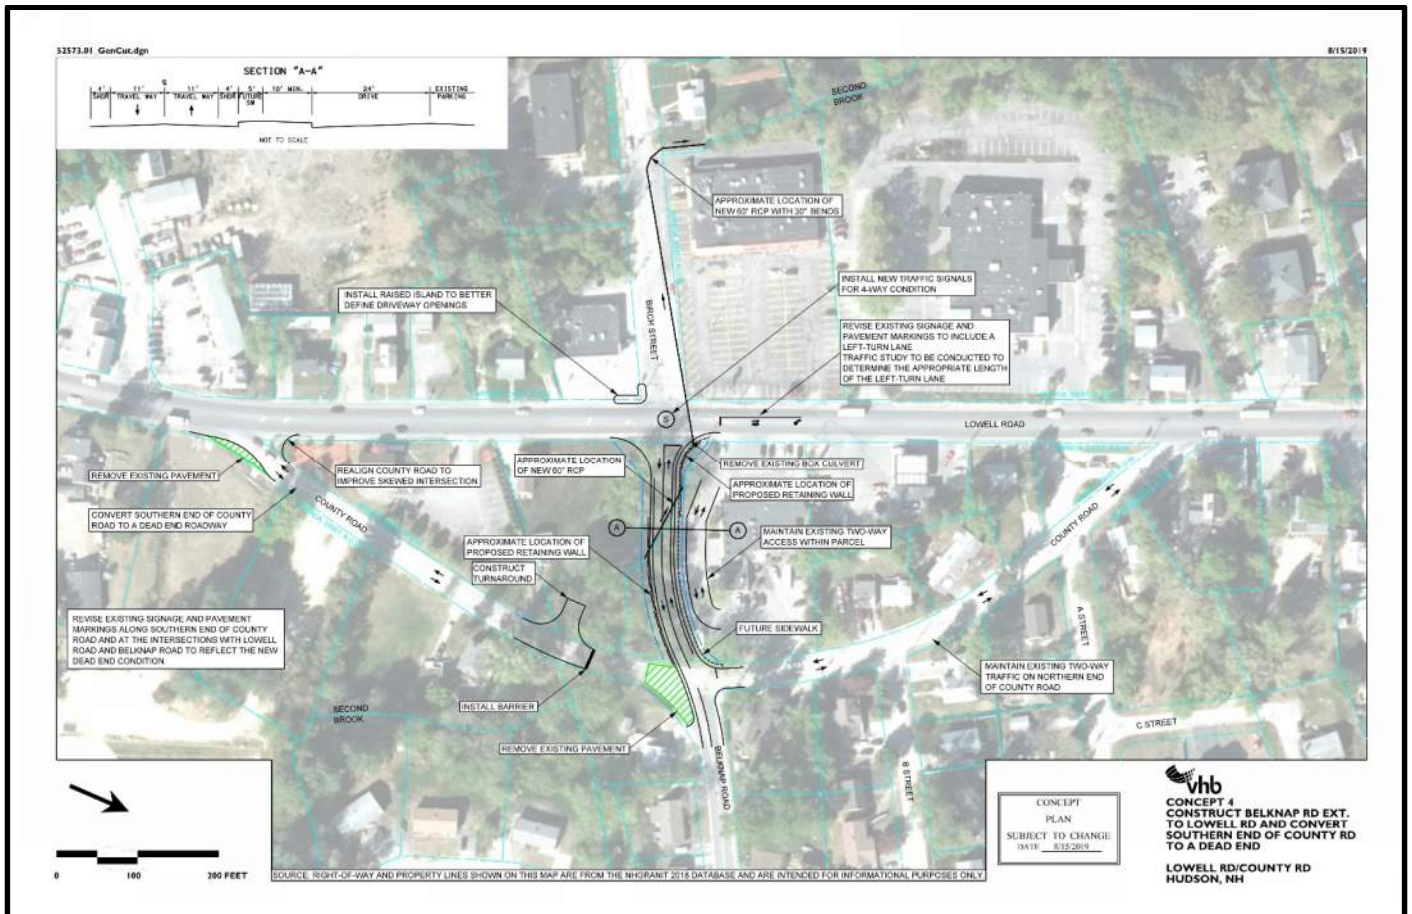 52573.01_GenCut.dgn
8/15/2019
SECTION "A-A"
4' 11' 11' 4' 5' 10' MIN. 24' EXISTING
SHDR TRAVEL WAY TRAVEL WAY SHDR FUTURE DRIVE PARKING
SW
NOT TO SCALE
SECOND
BROOK
APPROXIMATE LOCATION OF
NEW 60" RCP WITH 30° BENDS
INSTALL NEW TRAFFIC SIGNALS
FOR 4-WAY CONDITION
INSTALL RAISED ISLAND TO BETTER
DEFINE DRIVEWAY OPENINGS
BIRCH STREET
REVISE EXISTING SIGNAGE AND
PAVEMENT MARKINGS TO INCLUDE A
LEFT-TURN LANE
TRAFFIC STUDY TO BE CONDUCTED TO
DETERMINE THE APPROPRIATE LENGTH
OF THE LEFT-TURN LANE
S
LOWELL ROAD
REMOVE EXISTING PAVEMENT
REALIGN COUNTY ROAD TO
IMPROVE SKEWED INTERSECTION
APPROXIMATE LOCATION
OF NEW 60" RCP
REMOVE EXISTING BOX CULVERT
APPROXIMATE LOCATION OF
PROPOSED RETAINING WALL
CONVERT SOUTHERN END OF COUNTY
ROAD TO A DEAD END ROADWAY
COUNTY ROAD
A
A
MAINTAIN EXISTING TWO-WAY
ACCESS WITHIN PARCEL
COUNTY ROAD
APPROXIMATE LOCATION OF
PROPOSED RETAINING WALL
CONSTRUCT
TURNAROUND
REVISE EXISTING SIGNAGE AND PAVEMENT
MARKINGS ALONG SOUTHERN END OF COUNTY
ROAD AND AT THE INTERSECTIONS WITH LOWELL
ROAD AND BELKNAP ROAD TO REFLECT THE NEW
DEAD END CONDITION
FUTURE SIDEWALK
A STREET
MAINTAIN EXISTING TWO-WAY
TRAFFIC ON NORTHERN END
OF COUNTY ROAD
INSTALL BARRIER
SECOND
BROOK
C STREET
REMOVE EXISTING PAVEMENT
BELKNAP ROAD
B STREET
0 100 200 FEET
SOURCE: RIGHT-OF-WAY AND PROPERTY LINES SHOWN ON THIS MAP ARE FROM THE NHGRANIT 2018 DATABASE AND ARE INTENDED FOR INFORMATIONAL PURPOSES ONLY.
CONCEPT
PLAN
SUBJECT TO CHANGE
DATE 8/15/2019
vhb
CONCEPT 4
CONSTRUCT BELKNAP RD EXT.
TO LOWELL RD AND CONVERT
SOUTHERN END OF COUNTY RD
TO A DEAD END
LOWELL RD/COUNTY RD
HUDSON, NH